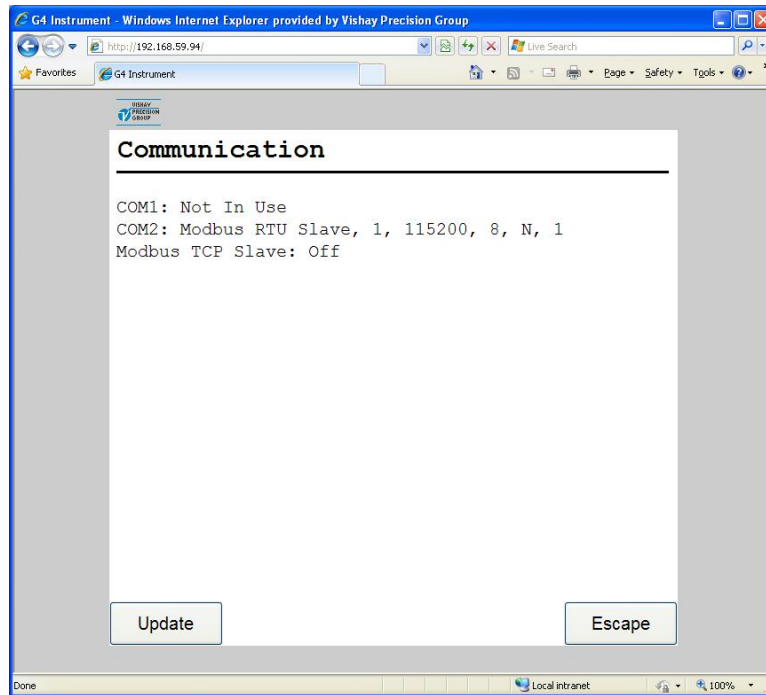 G4 Instrument - Windows Internet Explorer provided by Vishay Precision Group
http://192.168.59.94/
Live Search
Favorites
G4 Instrument
Page
Safety
Tools
VISHAY
PRECISION
GROUP
Communication
COM1: Not In Use
COM2: Modbus RTU Slave, 1, 115200, 8, N, 1
Modbus TCP Slave: Off
Update
Escape
Done
Local intranet
100%